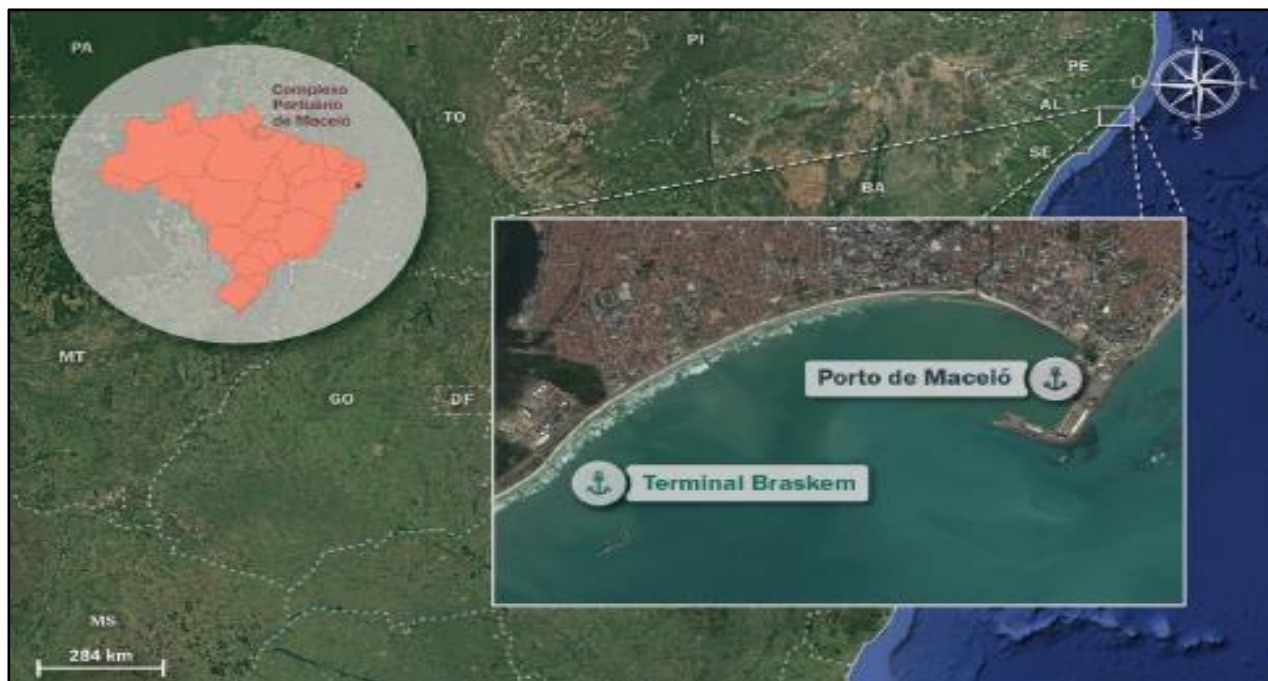 PA
Complexo
Portuário
de Maceió
TO
PI
PE
AL
SE
BA
N
O
L
S
MT
GO
DF
MS
Porto de Maceió
Terminal Braskem
284 km